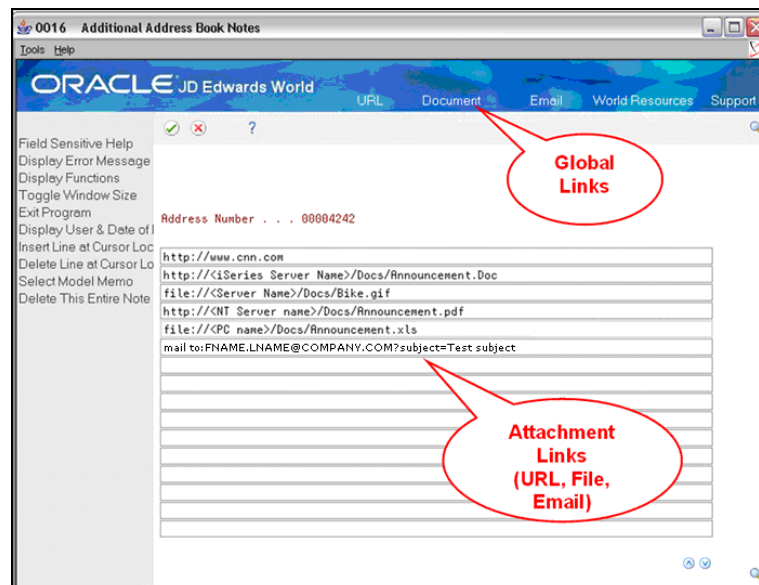 0016 Additional Address Book Notes
Tools Help
ORACLE JD Edwards World
URL Document Email World Resources Support
?
Field Sensitive Help
Display Error Message
Display Functions
Toggle Window Size
Exit Program
Display User & Date of
Insert Line at Cursor Loc
Delete Line at Cursor Lo
Select Model Memo
Delete This Entire Note
Global
Links
Address Number . . . 00004242
http://www.cnn.com
http://<iSeries Server Name>/Docs/Announcement.Doc
file://<Server Name>/Docs/Bike.gif
http://<NT Server name>/Docs/Announcement.pdf
file://<PC name>/Docs/Announcement.xls
mail to:FNAME.LNAME@COMPANY.COM?subject=Test subject
Attachment
Links
(URL, File,
Email)